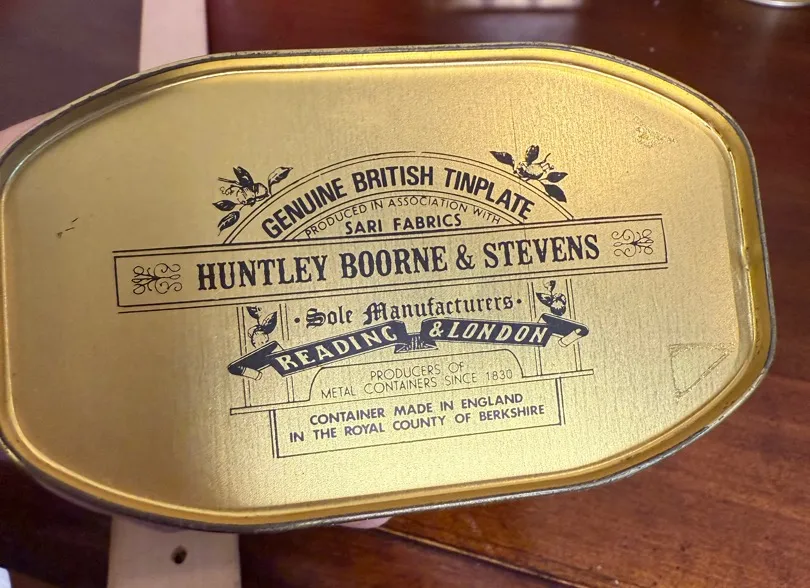 GENUINE BRITISH TINPLATE
PRODUCED IN ASSOCIATION WITH
SARI FABRICS
HUNTLEY BOORNE & STEVENS
· Sole Manufacturers ·
READING & LONDON
PRODUCERS OF
METAL CONTAINERS SINCE 1830
CONTAINER MADE IN ENGLAND
IN THE ROYAL COUNTY OF BERKSHIRE